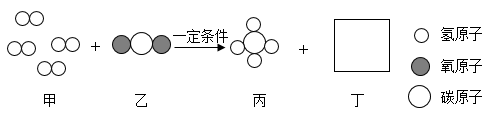 + 一定条件 +
甲 乙 丙 丁
氢原子
氧原子
碳原子